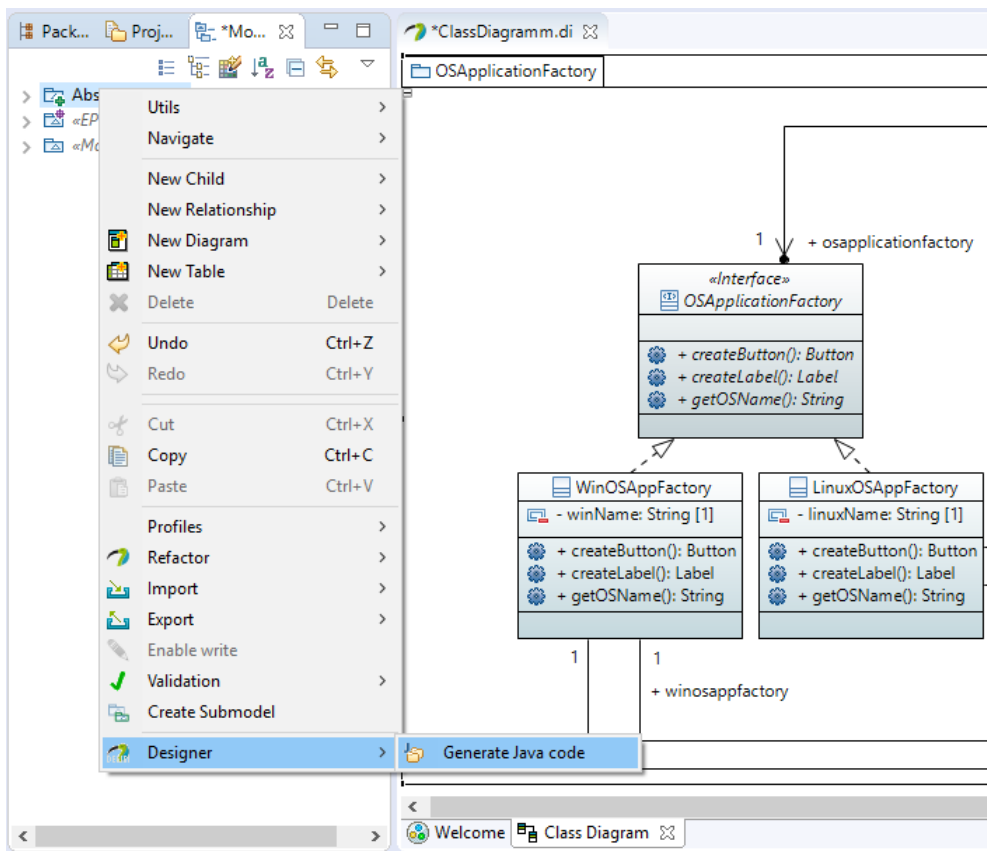 Pack...
Proj...
*Mo...
*ClassDiagramm.di
OSApplicationFactory
Abs
«EP
«Mo
Utils
Navigate
New Child
New Relationship
New Diagram
New Table
Delete Delete
Undo Ctrl+Z
Redo Ctrl+Y
Cut Ctrl+X
Copy Ctrl+C
Paste Ctrl+V
Profiles
Refactor
Import
Export
Enable write
Validation
Create Submodel
Designer
Generate Java code
1 + osapplicationfactory
«Interface»
OSApplicationFactory
+ createButton(): Button
+ createLabel(): Label
+ getOSName(): String
WinOSAppFactory
- winName: String [1]
+ createButton(): Button
+ createLabel(): Label
+ getOSName(): String
LinuxOSAppFactory
- linuxName: String [1]
+ createButton(): Button
+ createLabel(): Label
+ getOSName(): String
1
1
+ winosappfactory
Welcome
Class Diagram